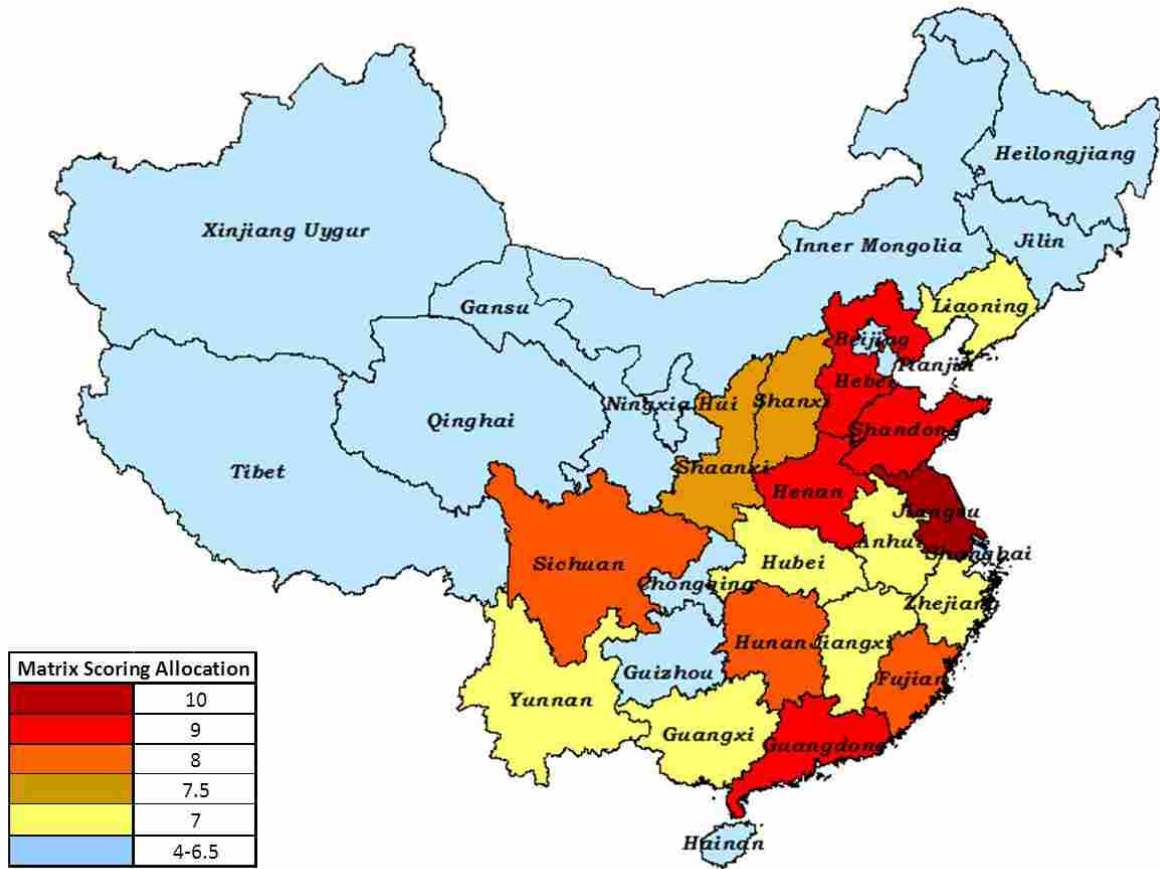 Heilongjiang
Xinjiang Uygur
Inner Mongolia
Jilin
Gansu
Liaoning
Beijing
Tianjin
Hebei
Ningxia Hui
Shanxi
Qinghai
Shandong
Tibet
Shaanxi
Henan
Jiangsu
Anhui
Shanghai
Sichuan
Hubei
Chongqing
Zhejiang
Hunan
Jiangxi
Guizhou
Fujian
Yunnan
Guangxi
Guangdong
Hainan
Matrix Scoring Allocation
10
9
8
7.5
7
4-6.5